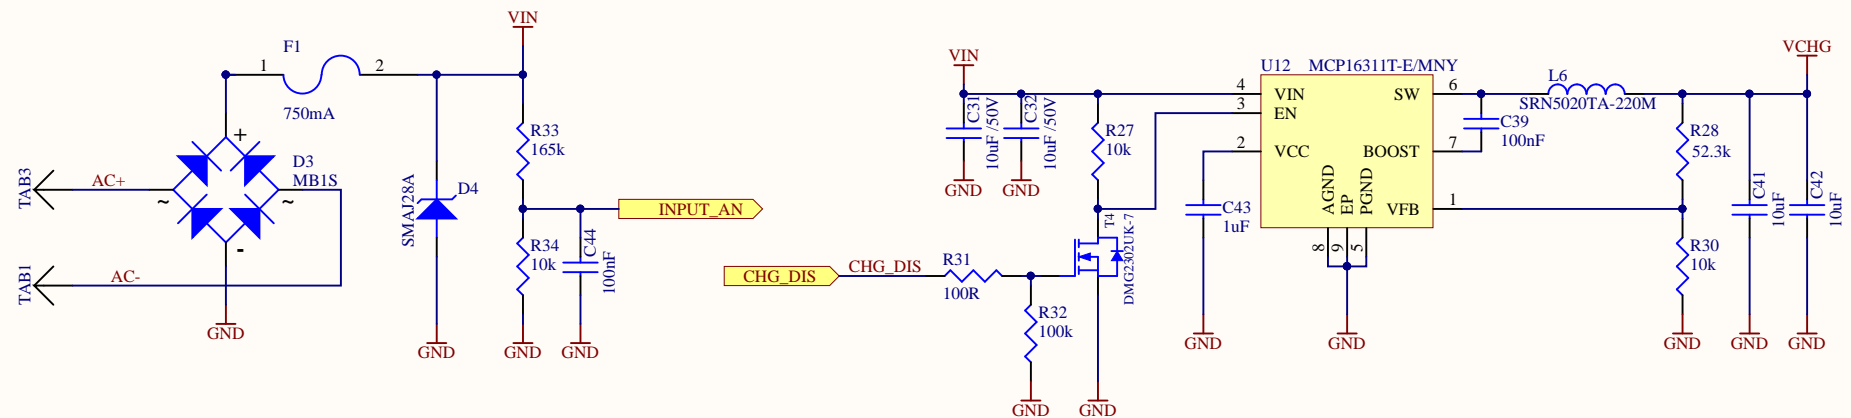 VIN
F1
1
2
750mA
R33
165k
+
D3
MB1S
TAB3
AC+
~
~
-
TAB1
AC-
GND
SMAJ28A
D4
GND
INPUT_AN
R34
10k
C44
100nF
GND
GND
VIN
C31
10uF /50V
GND
C32
10uF /50V
GND
R27
10k
CHG_DIS
CHG_DIS
R31
100R
R32
100k
GND
T4
DMG2302UK-7
GND
U12
MCP16311T-E/MNY
4
VIN
3
EN
2
VCC
SW
6
BOOST
7
VFB
1
AGND
EP
PGND
8
9
5
GND
C43
1uF
GND
C39
100nF
L6
SRN5020TA-220M
VCHG
R28
52.3k
R30
10k
GND
C41
10uF
GND
C42
10uF
GND